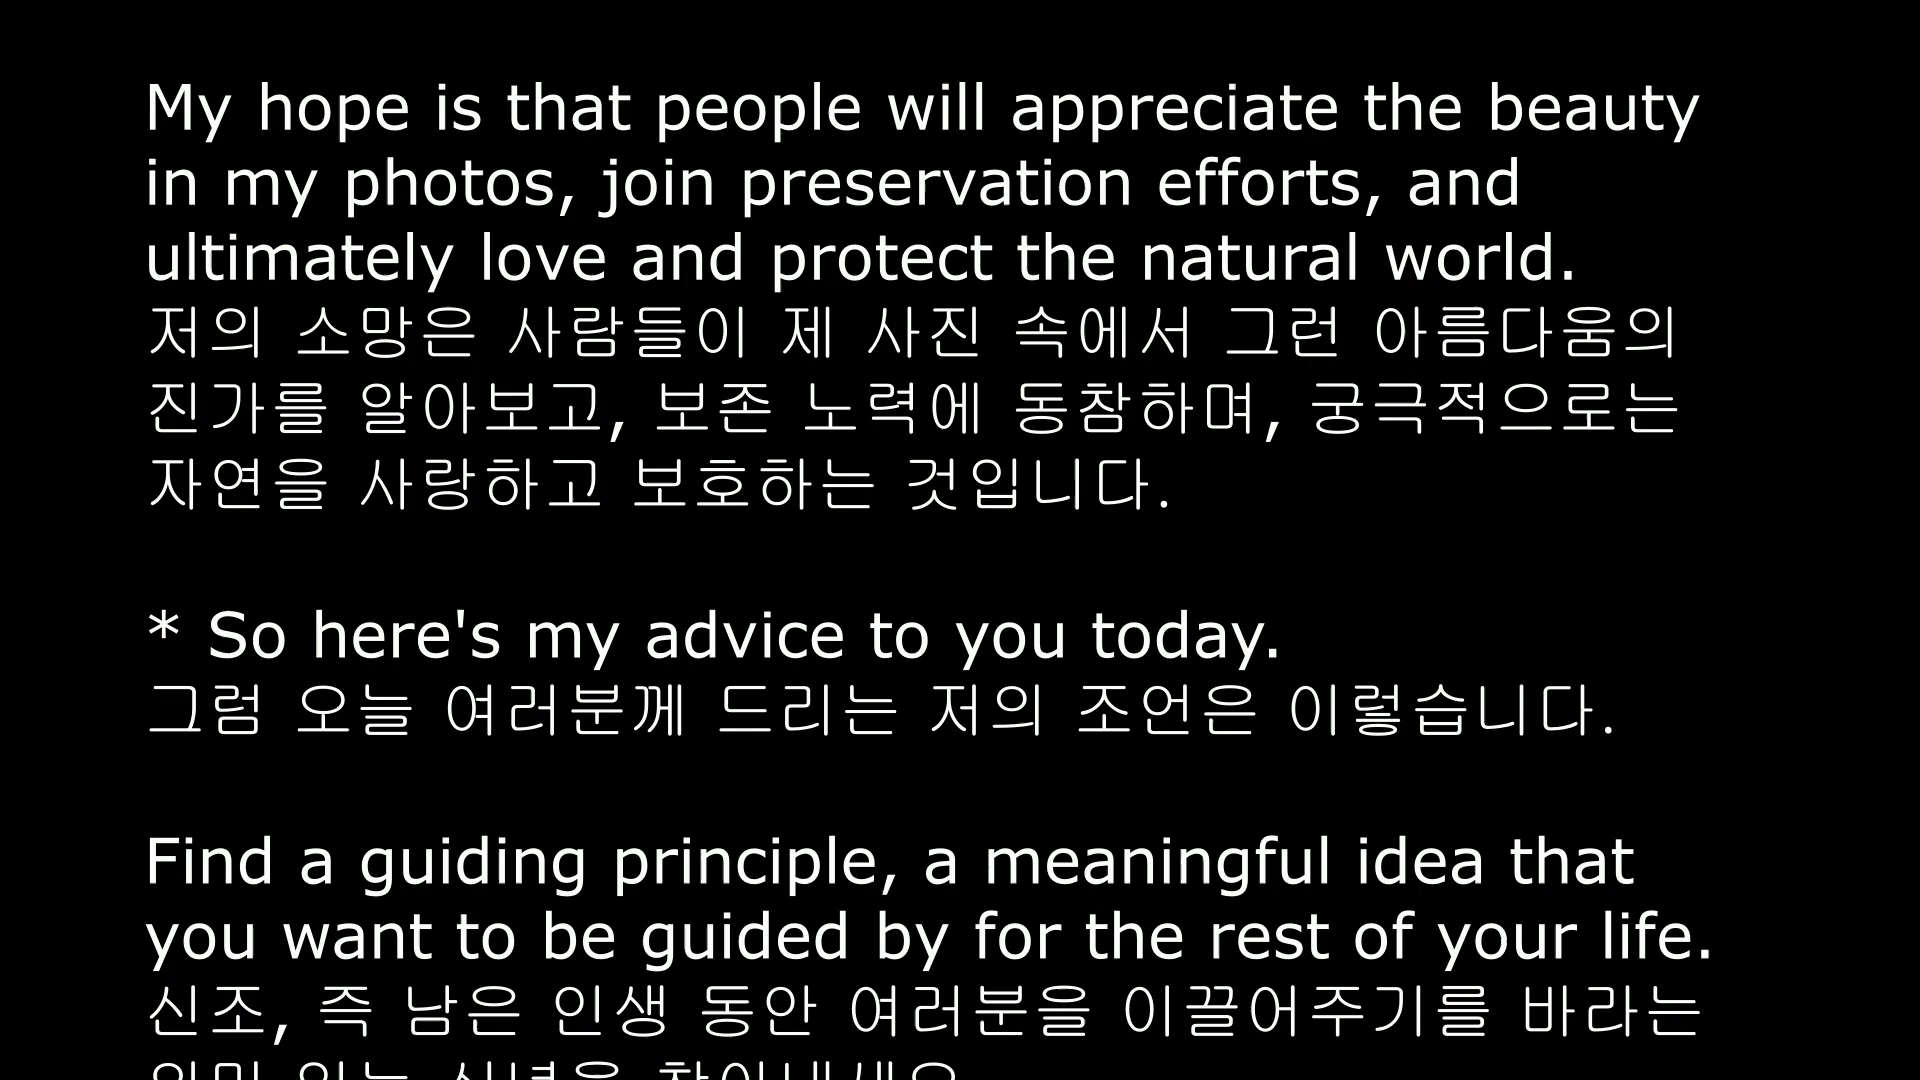 My hope is that people will appreciate the beauty
in my photos, join preservation efforts, and
ultimately love and protect the natural world.
저의 소망은 사람들이 제 사진 속에서 그런 아름다움의
진가를 알아보고, 보존 노력에 동참하며, 궁극적으로는
자연을 사랑하고 보호하는 것입니다.
* So here's my advice to you today.
그럼 오늘 여러분께 드리는 저의 조언은 이렇습니다.
Find a guiding principle, a meaningful idea that
you want to be guided by for the rest of your life.
신조, 즉 남은 인생 동안 여러분을 이끌어주기를 바라는